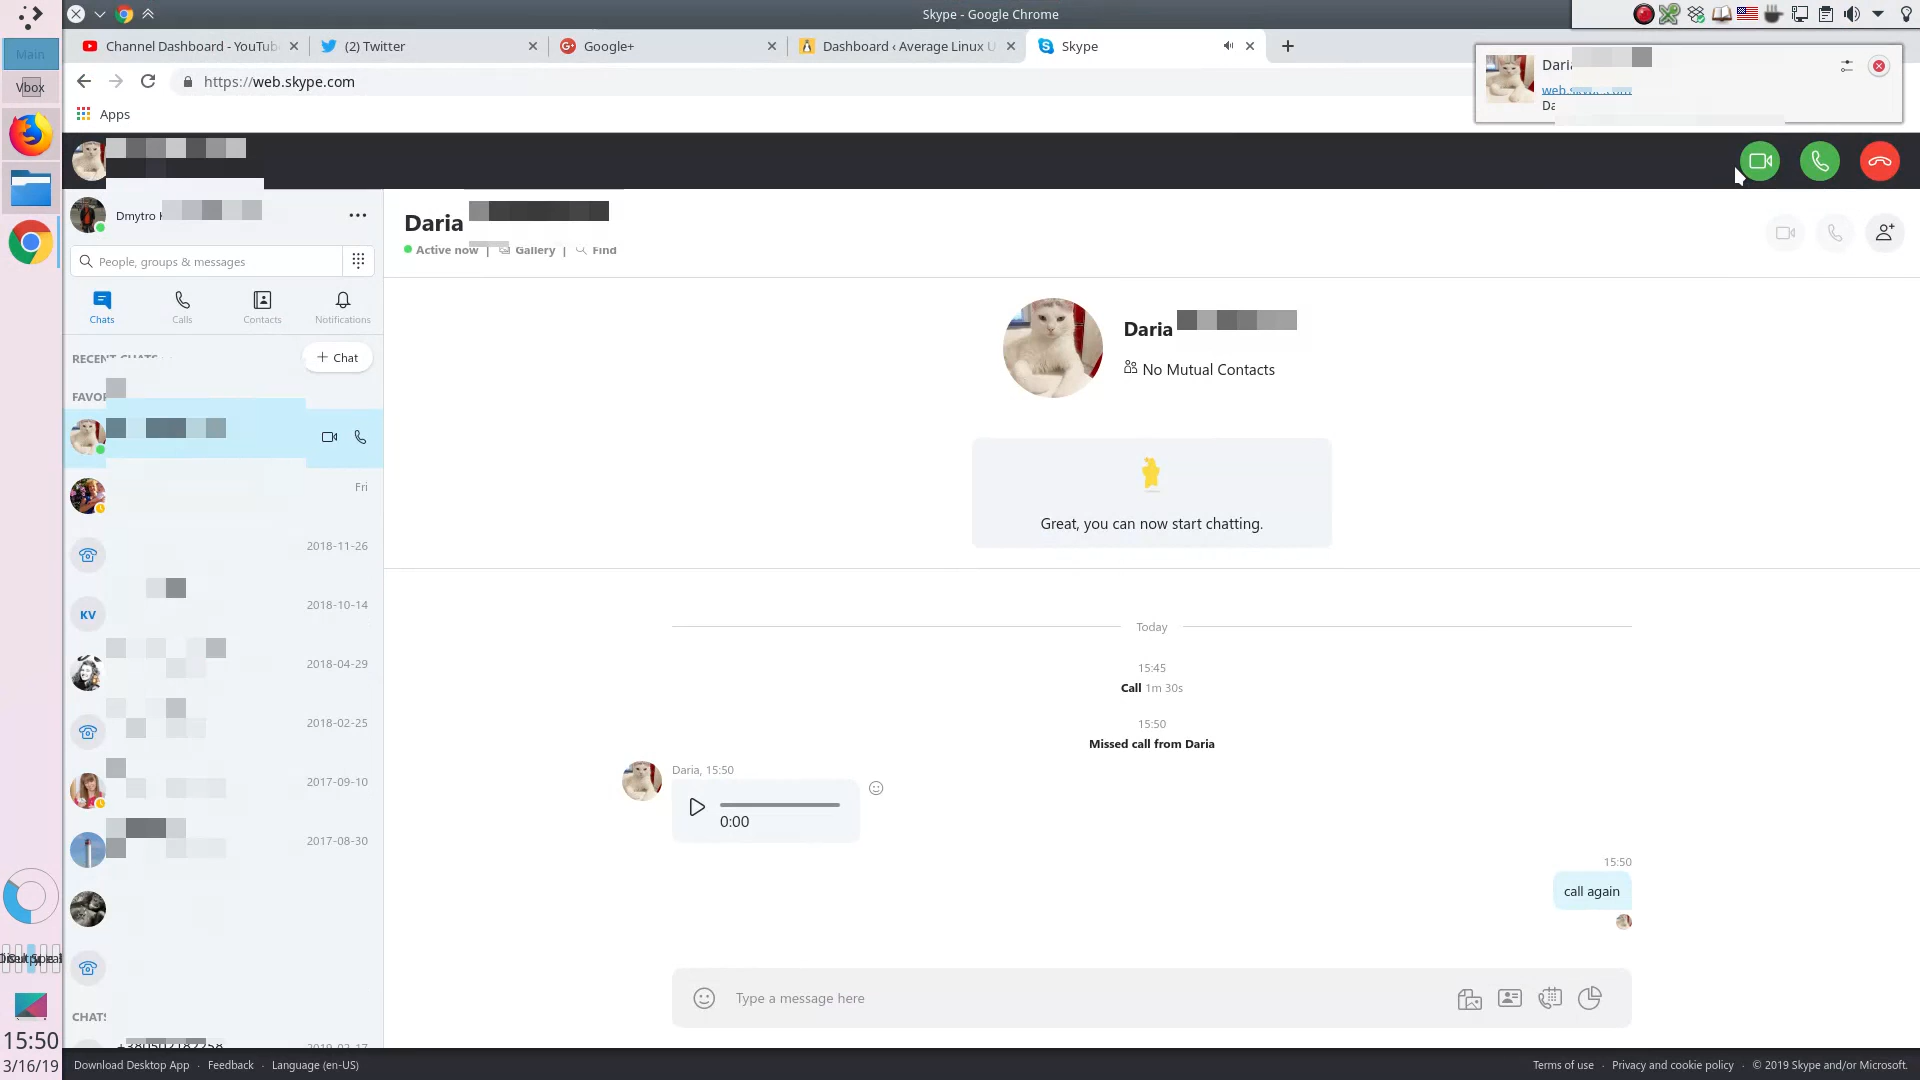 Skype - Google Chrome
Main
Vbox
Channel Dashboard - YouTub
(2) Twitter
Google+
Dashboard ‹ Average Linux U
Skype
https://web.skype.com
Apps
Dmytro
People, groups & messages
Chats
Calls
Contacts
Notifications
RECENT CHATS
+ Chat
Fri
2018-11-26
KV
2018-10-14
2018-04-29
2018-02-25
2017-09-10
2017-08-30
CHATS
Daria
Active now | Gallery | Find
Daria
No Mutual Contacts
Great, you can now start chatting.
Today
15:45
Call 1m 30s
15:50
Missed call from Daria
Daria, 15:50
0:00
15:50
call again
Type a message here
15:50
3/16/19
Download Desktop App · Feedback · Language (en-US)
Terms of use · Privacy and cookie policy · © 2019 Skype and/or Microsoft.